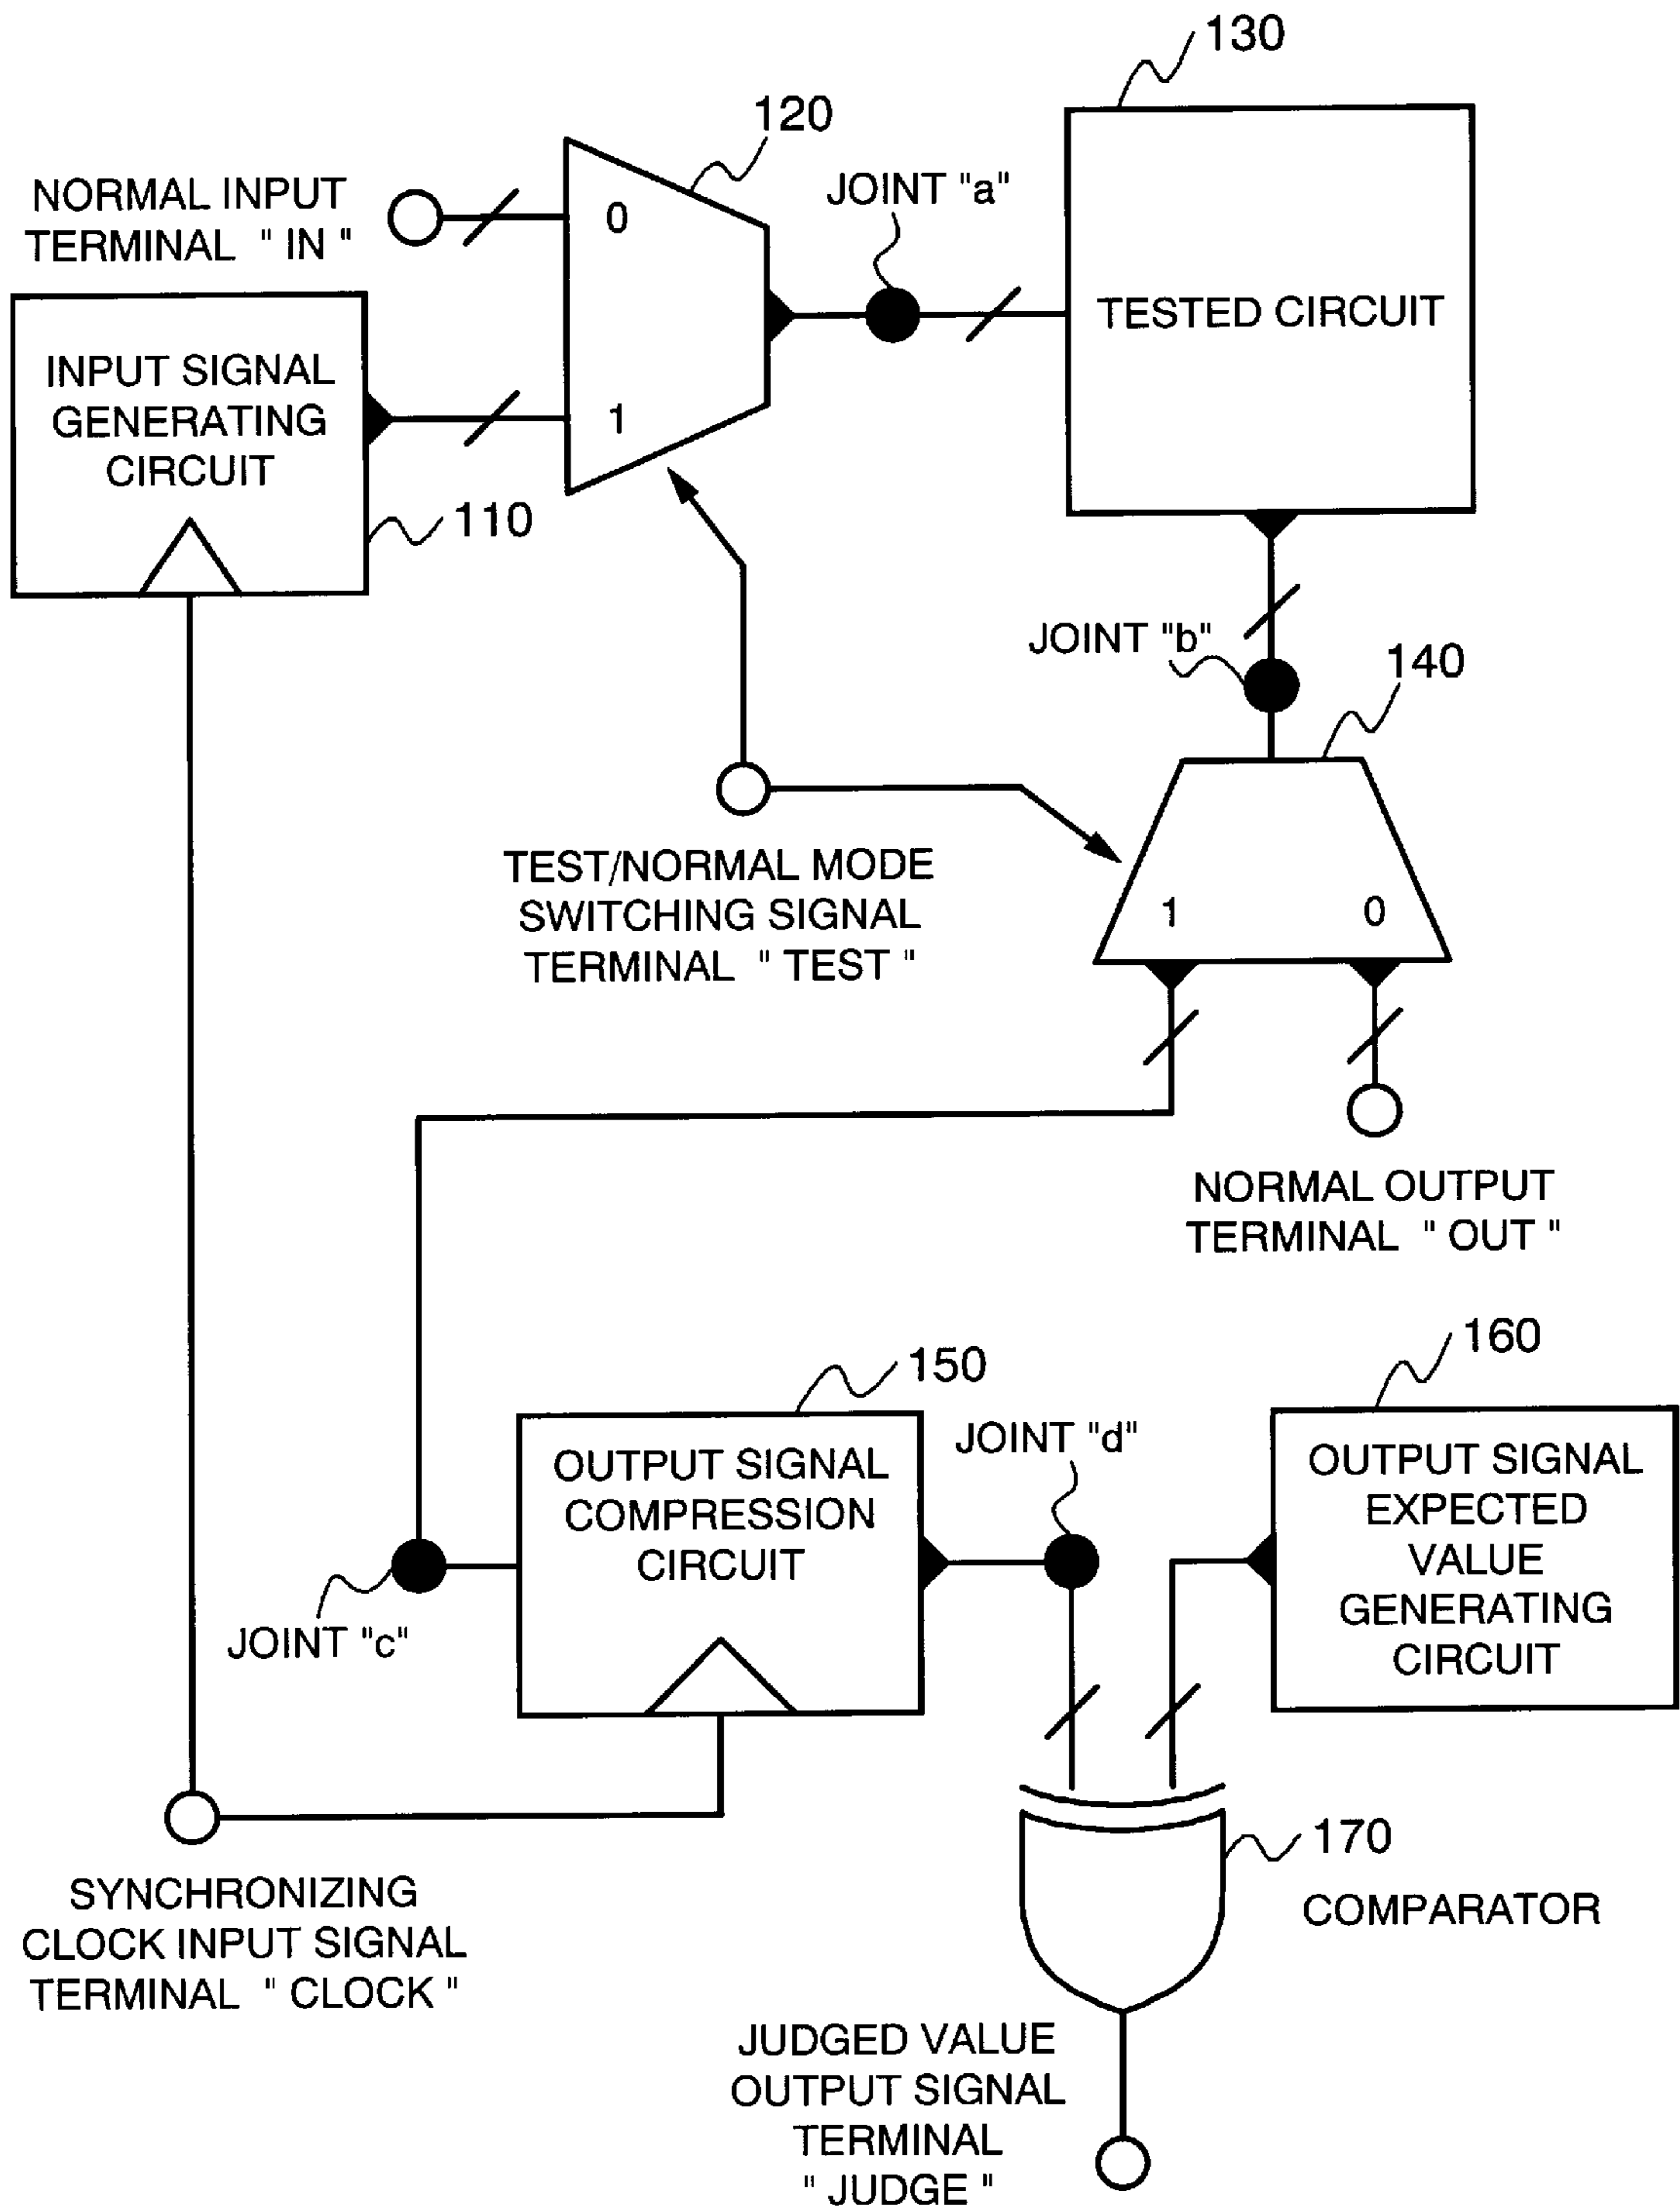 130
120
NORMAL INPUT
TERMINAL " IN "
0
JOINT "a"
TESTED CIRCUIT
INPUT SIGNAL
GENERATING
CIRCUIT
1
110
JOINT "b"
140
TEST/NORMAL MODE
SWITCHING SIGNAL
TERMINAL " TEST "
1
0
NORMAL OUTPUT
TERMINAL " OUT "
150
160
JOINT "d"
OUTPUT SIGNAL
COMPRESSION
CIRCUIT
OUTPUT SIGNAL
EXPECTED
VALUE
GENERATING
CIRCUIT
JOINT "c"
170
COMPARATOR
SYNCHRONIZING
CLOCK INPUT SIGNAL
TERMINAL " CLOCK "
JUDGED VALUE
OUTPUT SIGNAL
TERMINAL
" JUDGE "